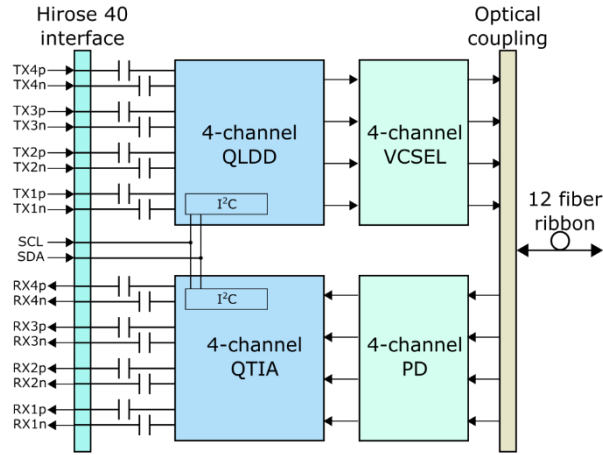 Hirose 40
interface
Optical
coupling
TX4p
TX4n
TX3p
TX3n
TX2p
TX2n
TX1p
TX1n
4-channel
QLDD
I²C
4-channel
VCSEL
12 fiber
ribbon
SCL
SDA
RX4p
RX4n
RX3p
RX3n
RX2p
RX2n
RX1p
RX1n
I²C
4-channel
QTIA
4-channel
PD